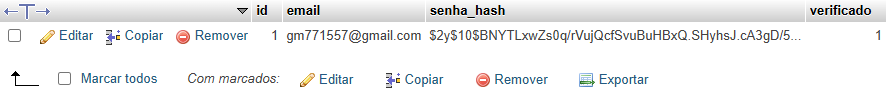 id email senha_hash verificado
Editar Copiar Remover 1 gm771557@gmail.com $2y$10$BNYTLxwZs0q/rVujQcfSvuBuHBxQ.SHyhsJ.cA3gD/5... 1
Marcar todos Com marcados: Editar Copiar Remover Exportar